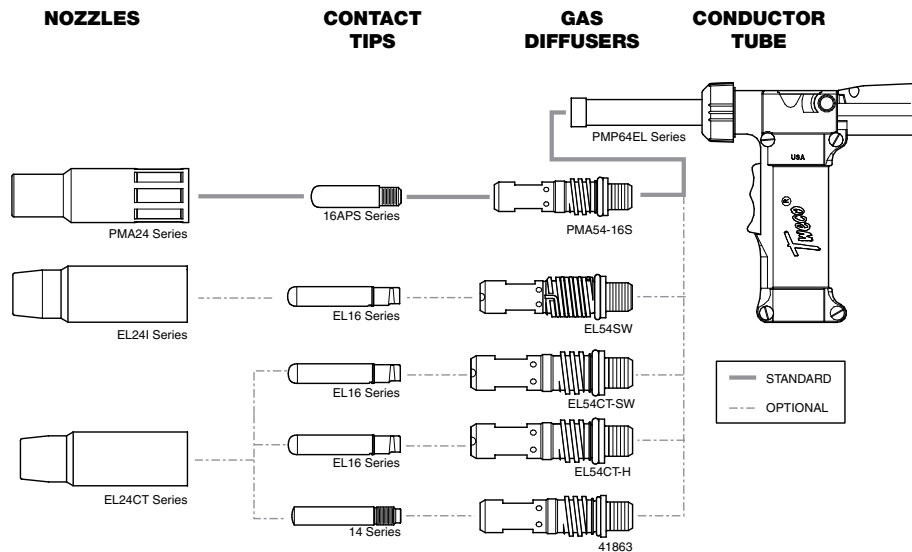 NOZZLES
CONTACT
TIPS
GAS
DIFFUSERS
CONDUCTOR
TUBE
PMP64EL Series
USA
Tweco®
PMA24 Series
16APS Series
PMA54-16S
EL24I Series
EL16 Series
EL54SW
EL16 Series
EL54CT-SW
STANDARD
OPTIONAL
EL16 Series
EL54CT-H
EL24CT Series
14 Series
41863